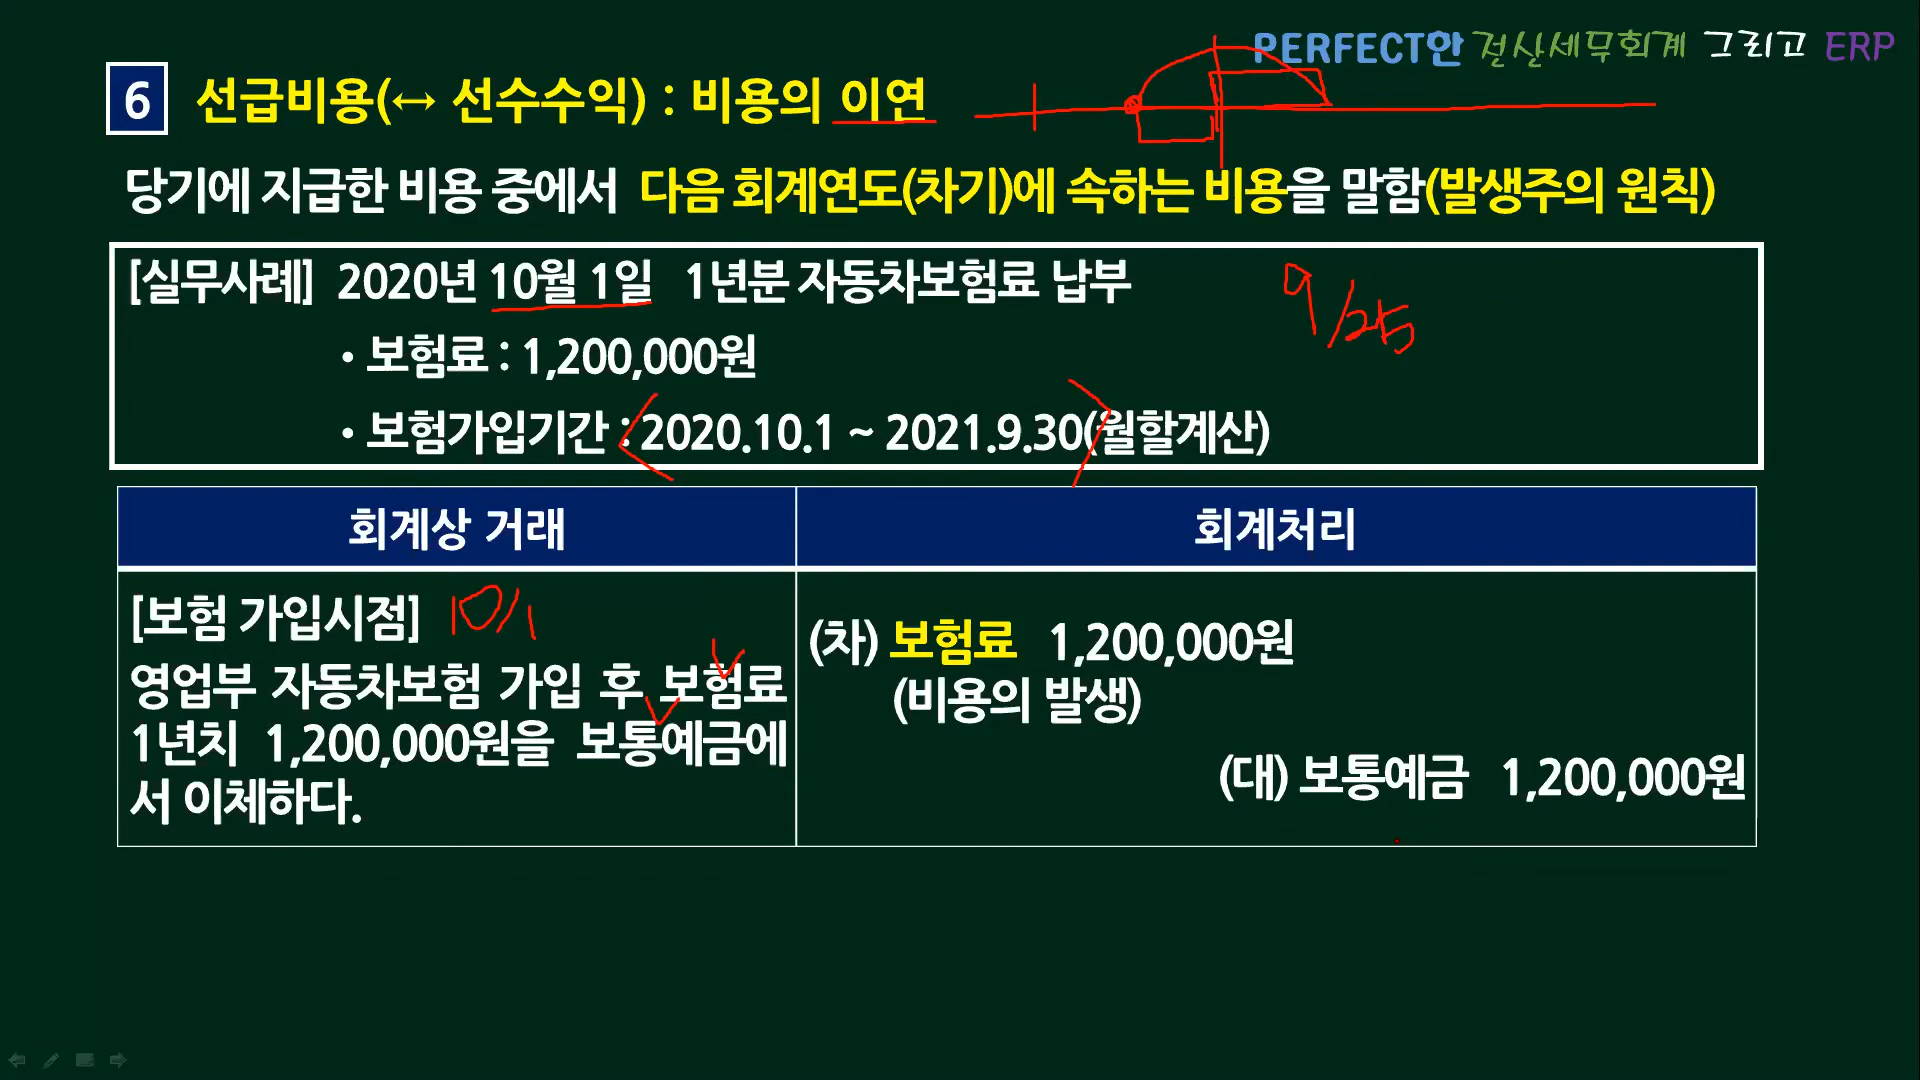 PERFECT한 전산세무회계 그리고 ERP
6 선급비용(↔ 선수수익) : 비용의 이연
당기에 지급한 비용 중에서 다음 회계연도(차기)에 속하는 비용을 말함(발생주의 원칙)
[실무사례] 2020년 10월 1일 1년분 자동차보험료 납부
9/25
• 보험료 : 1,200,000원
• 보험가입기간 : 2020.10.1 ~ 2021.9.30(월할계산)
회계상 거래
회계처리
[보험 가입시점] 10/1
영업부 자동차보험 가입 후 보험료
1년치 1,200,000원을 보통예금에
서 이체하다.
(차) 보험료 1,200,000원
(비용의 발생)
(대) 보통예금 1,200,000원